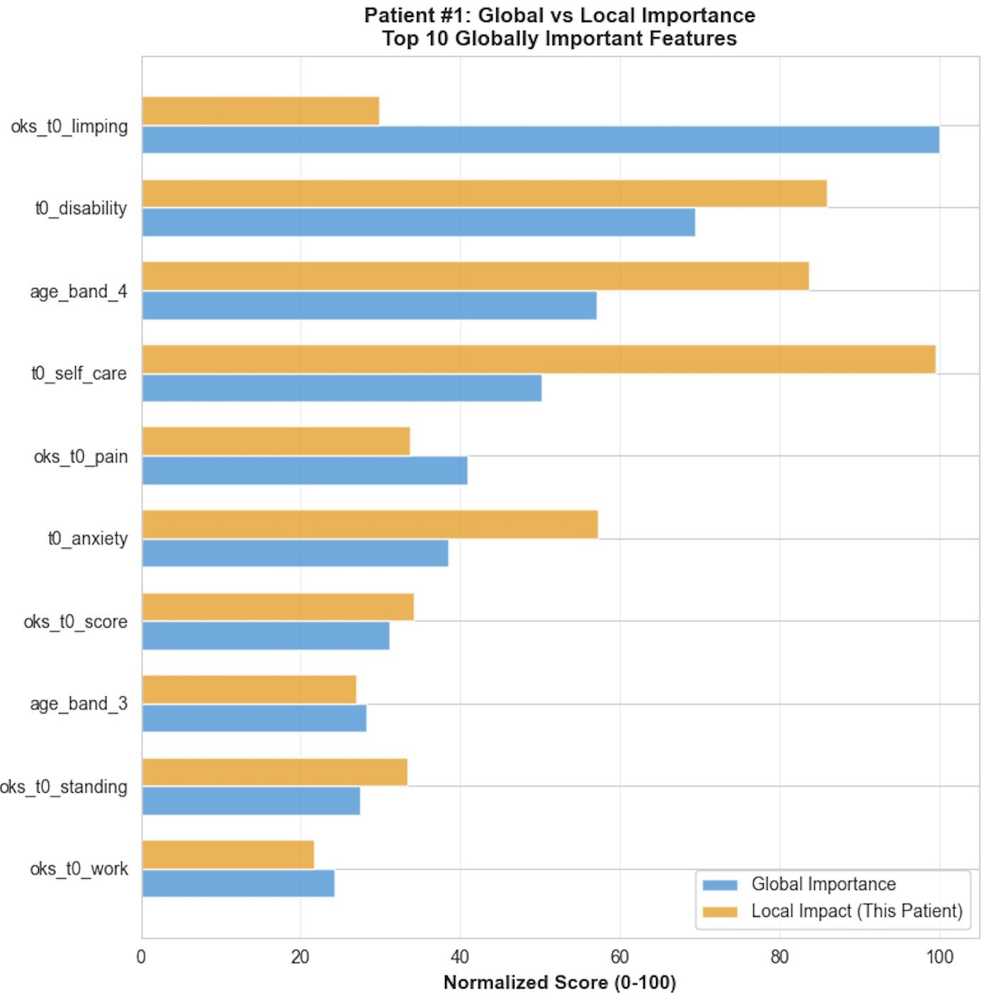 Patient #1: Global vs Local Importance
Top 10 Globally Important Features
oks_t0_limping
t0_disability
age_band_4
t0_self_care
oks_t0_pain
t0_anxiety
oks_t0_score
age_band_3
oks_t0_standing
oks_t0_work
Global Importance
Local Impact (This Patient)
0 20 40 60 80 100
Normalized Score (0-100)